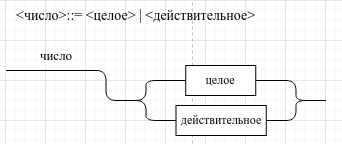 <число>::= <целое> | <действительное>
число
целое
действительное